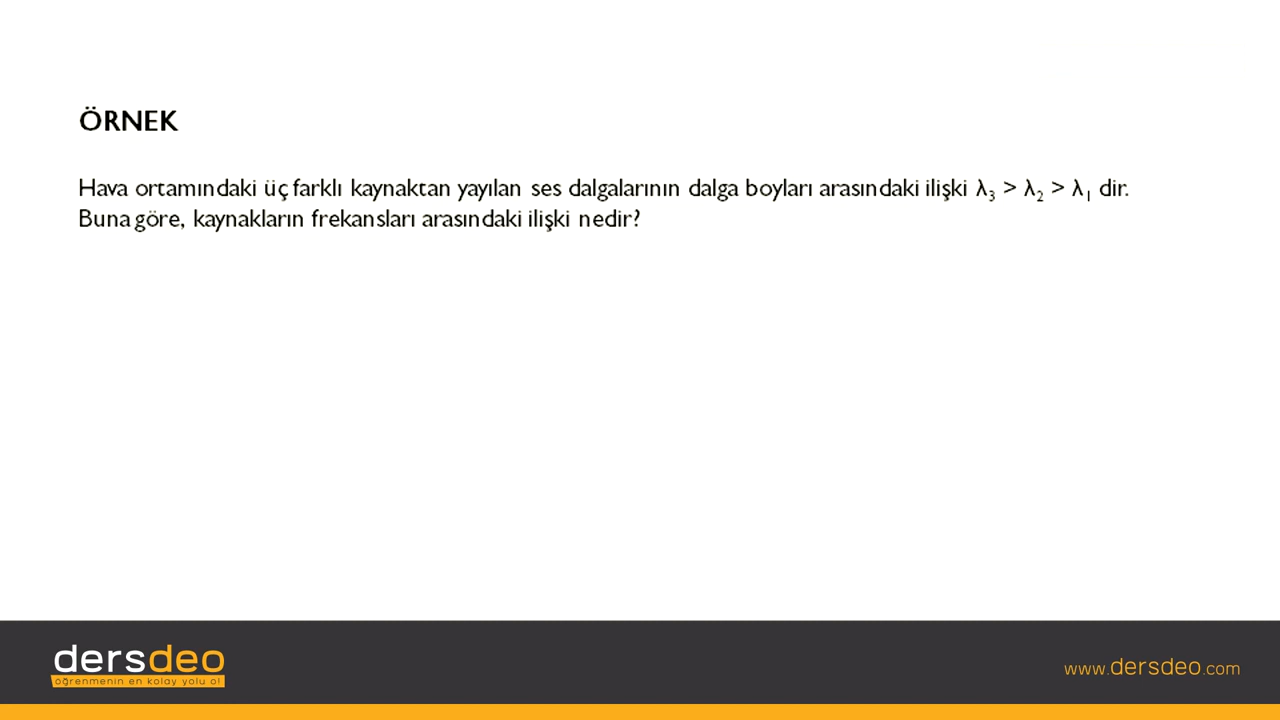 ÖRNEK
Hava ortamındaki üç farklı kaynaktan yayılan ses dalgalarının dalga boyları arasındaki ilişki λ₃ > λ₂ > λ₁ dir.
Buna göre, kaynakların frekansları arasındaki ilişki nedir?
dersdeo
öğrenmenin en kolay yolu o!
www.dersdeo.com